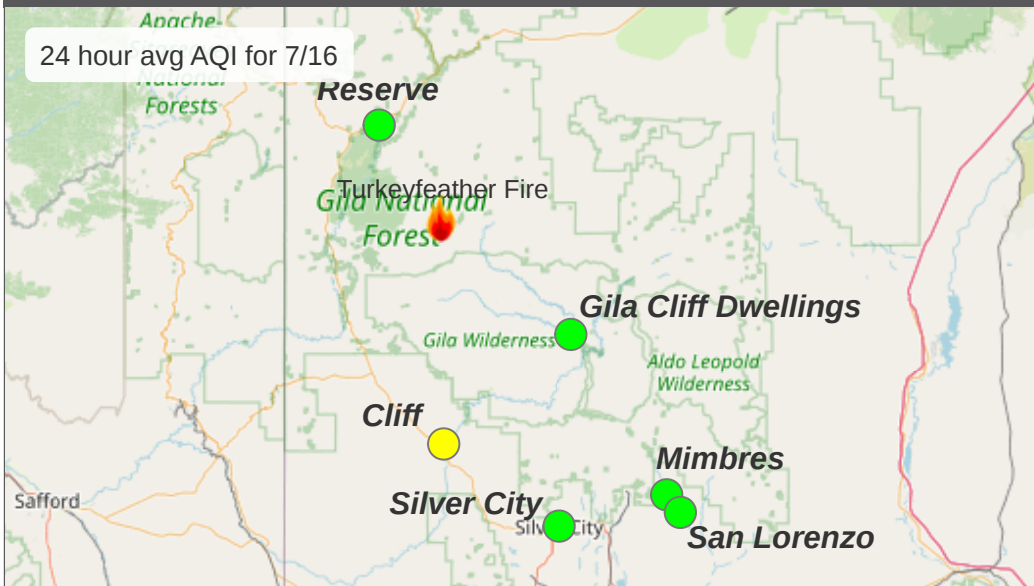 Apache-
24 hour avg AQI for 7/16
National
Forests
Reserve
Turkeyfeather Fire
Gila National
Forest
Gila Cliff Dwellings
Gila Wilderness
Aldo Leopold
Wilderness
Cliff
Mimbres
Safford
Silver City
Silver City
San Lorenzo